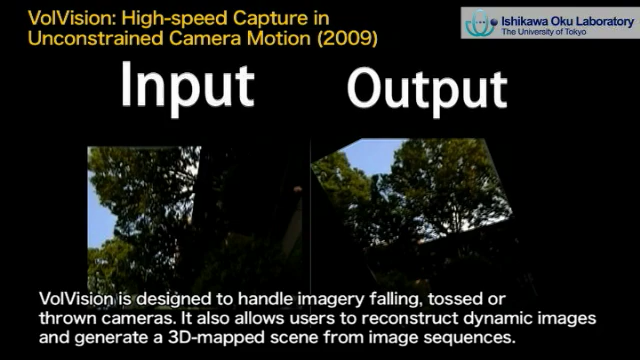 VolVision: High-speed Capture in
Unconstrained Camera Motion (2009)
Ishikawa Oku Laboratory
The University of Tokyo
Input
Output
VolVision is designed to handle imagery falling, tossed or
thrown cameras. It also allows users to reconstruct dynamic images
and generate a 3D-mapped scene from image sequences.